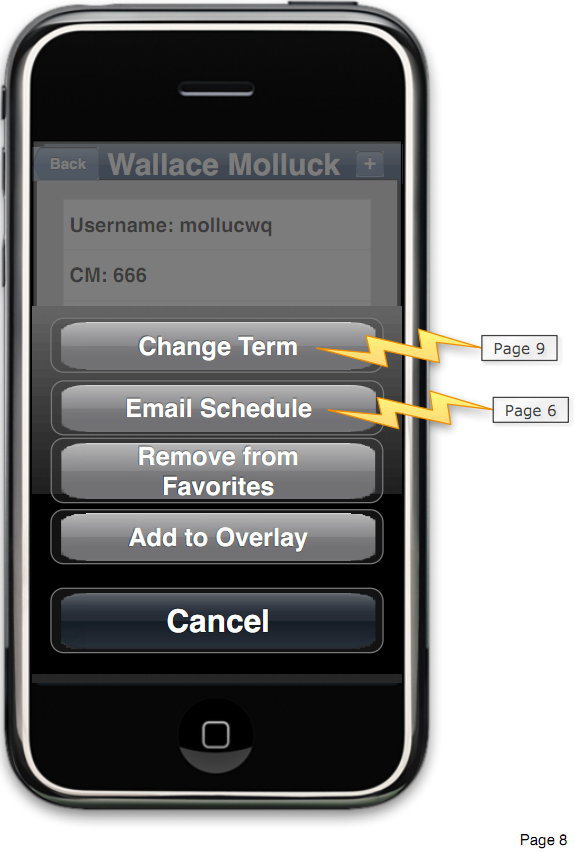 Back Wallace Molluck +
Username: mollucwq
CM: 666
Change Term
Page 9
Email Schedule
Page 6
Remove from
Favorites
Add to Overlay
Cancel
Page 8